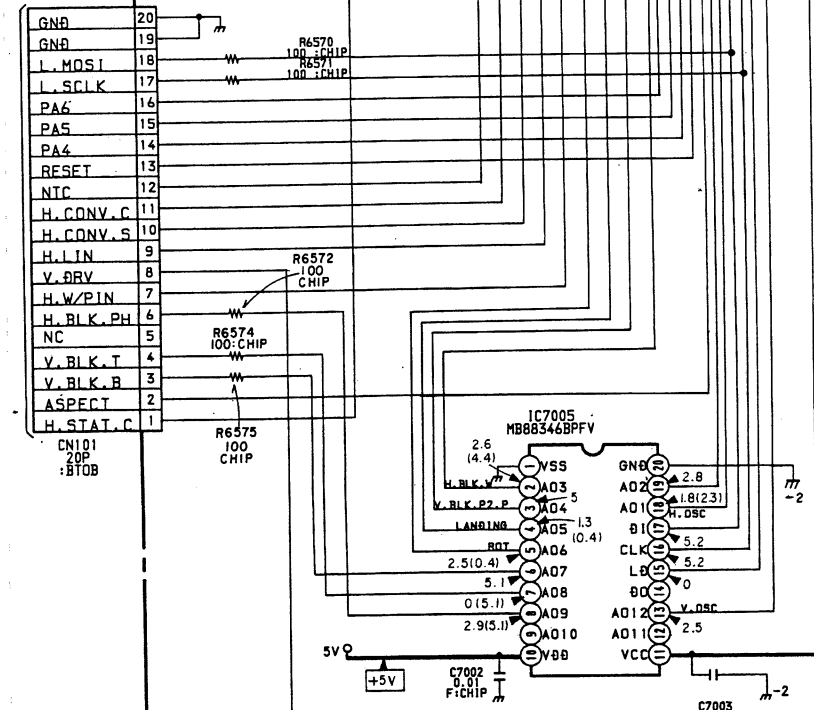 GND 20
GND 19
L.MOSI 18
L.SCLK 17
PA6 16
PA5 15
PA4 14
RESET 13
NTC 12
H.CONV.C 11
H.CONV.S 10
H.LIN 9
V.DRV 8
H.W/PIN 7
H.BLK.PH 6
NC 5
V.BLK.T 4
V.BLK.B 3
ASPECT 2
H.STAT.C 1
CN101
20P
:BTOB
R6570
100 :CHIP
R6571
100 :CHIP
R6572
100
CHIP
R6574
100:CHIP
R6575
100
CHIP
IC7005
MB88346BPFV
2.6
(4.4)
1 VSS
GND 20
-2
H.BLK.W
2 AO3
AO2 19
2.8
V.BLK.P2.P
3 AO4
5
AO1 18
1.8(2.3)
H.OSC
LANDING
4 AO5
1.3
(0.4)
DI 17
ROT
5 AO6
CLK 16
5.2
2.5(0.4)
6 AO7
LD 15
5.2
5.1
7 AO8
DO 14
0
0(5.1)
8 AO9
AO12 13
V.OSC
2.9(5.1)
9 AO10
AO11 12
2.5
5V
10 VDD
VCC 11
+5V
C7002
0.01
F:CHIP
-2
C7003